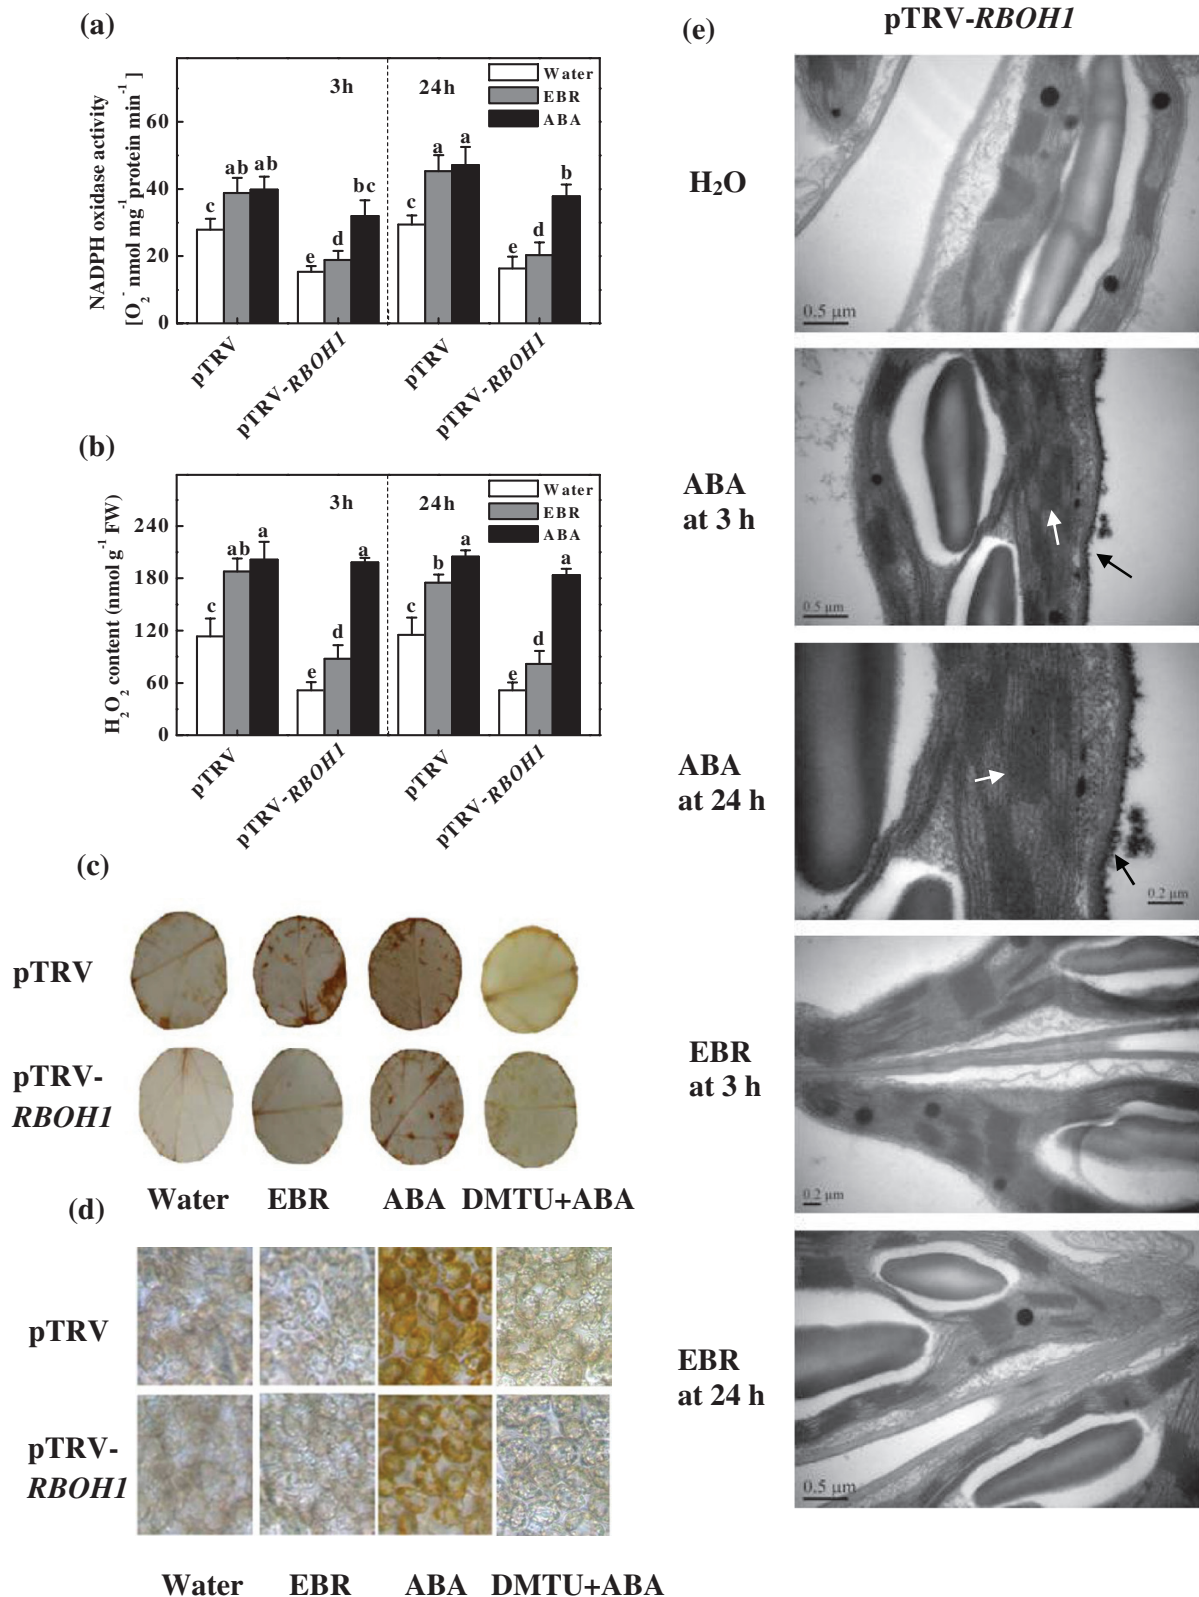 (a)
NADPH oxidase activity
[O₂⁻ nmol mg⁻¹ protein min⁻¹ ]
60
40
20
0
3h
24h
Water
EBR
ABA
c
ab
ab
e
d
bc
c
a
a
e
d
b
pTRV
pTRV-RBOH1
pTRV
pTRV-RBOH1
(b)
H₂O₂ content (nmol g⁻¹ FW)
240
180
120
60
0
3h
24h
Water
EBR
ABA
c
ab
a
e
d
a
c
b
a
e
d
a
pTRV
pTRV-RBOH1
pTRV
pTRV-RBOH1
(c)
pTRV
pTRV-
RBOH1
Water
EBR
ABA
DMTU+ABA
(d)
pTRV
pTRV-
RBOH1
Water
EBR
ABA
DMTU+ABA
(e)
pTRV-RBOH1
H₂O
0.5 μm
ABA
at 3 h
0.5 μm
ABA
at 24 h
0.2 μm
EBR
at 3 h
0.2 μm
EBR
at 24 h
0.5 μm